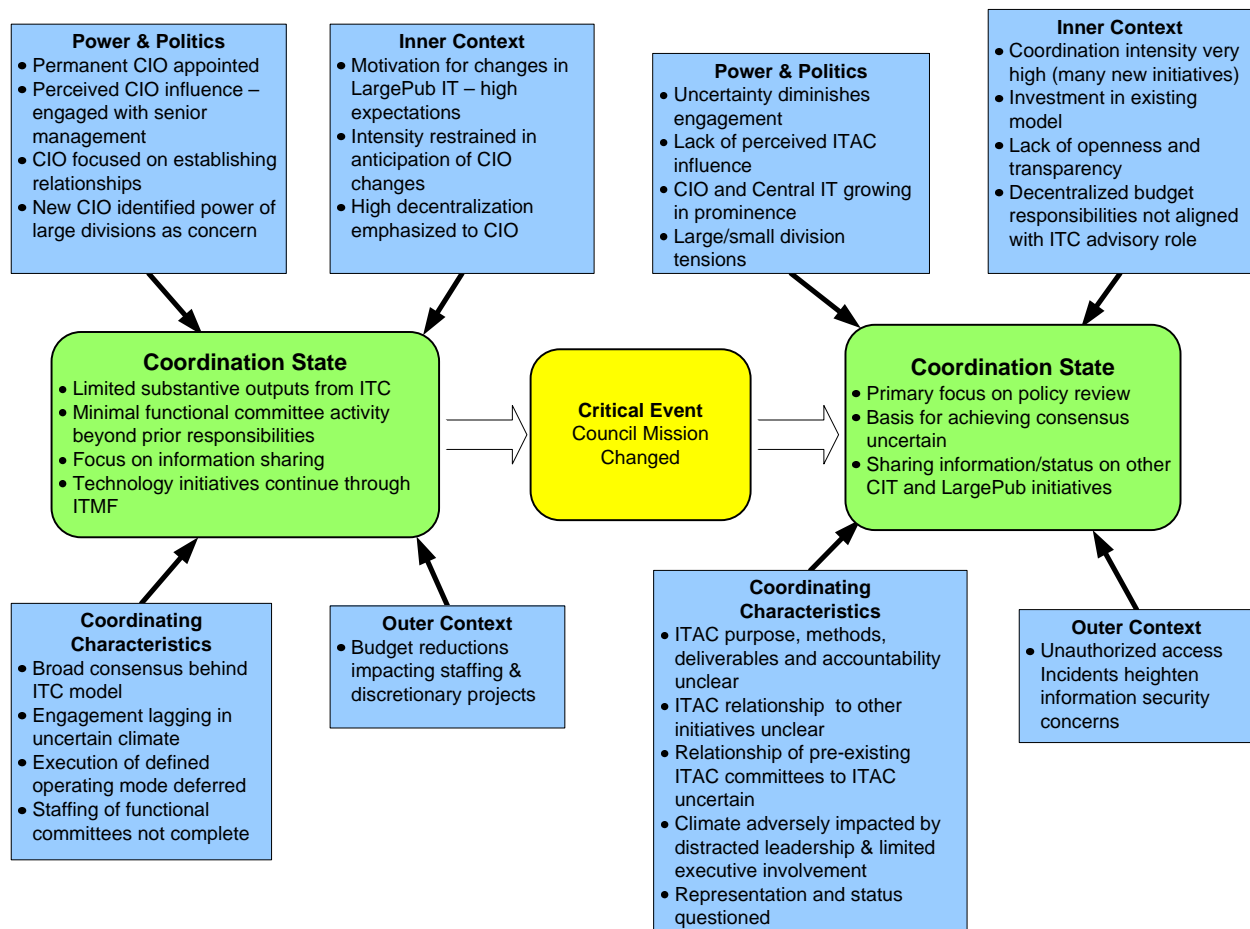 Power & Politics
• Permanent CIO appointed
• Perceived CIO influence –
engaged with senior
management
• CIO focused on establishing
relationships
• New CIO identified power of
large divisions as concern
Inner Context
• Motivation for changes in
LargePub IT – high
expectations
• Intensity restrained in
anticipation of CIO
changes
• High decentralization
emphasized to CIO
Power & Politics
• Uncertainty diminishes
engagement
• Lack of perceived ITAC
influence
• CIO and Central IT growing
in prominence
• Large/small division
tensions
Inner Context
• Coordination intensity very
high (many new initiatives)
• Investment in existing
model
• Lack of openness and
transparency
• Decentralized budget
responsibilities not aligned
with ITC advisory role
Coordination State
• Limited substantive outputs from ITC
• Minimal functional committee activity
beyond prior responsibilities
• Focus on information sharing
• Technology initiatives continue through
ITMF
Critical Event
Council Mission
Changed
Coordination State
• Primary focus on policy review
• Basis for achieving consensus
uncertain
• Sharing information/status on other
CIT and LargePub initiatives
Coordinating
Characteristics
• Broad consensus behind
ITC model
• Engagement lagging in
uncertain climate
• Execution of defined
operating mode deferred
• Staffing of functional
committees not complete
Outer Context
• Budget reductions
impacting staffing &
discretionary projects
Coordinating
Characteristics
• ITAC purpose, methods,
deliverables and accountability
unclear
• ITAC relationship to other
initiatives unclear
• Relationship of pre-existing
ITAC committees to ITAC
uncertain
• Climate adversely impacted by
distracted leadership & limited
executive involvement
• Representation and status
questioned
Outer Context
• Unauthorized access
Incidents heighten
information security
concerns